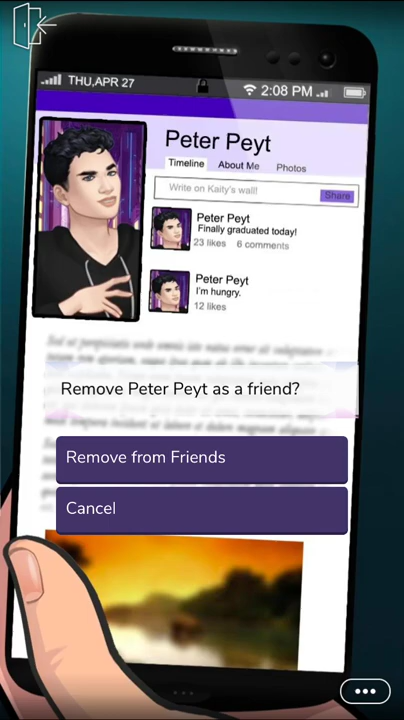 THU,APR 27
2:08 PM
Peter Peyt
Timeline About Me Photos
Write on Kaity's wall! Share
Peter Peyt
Finally graduated today!
23 likes 6 comments
Peter Peyt
I'm hungry.
12 likes
Remove Peter Peyt as a friend?
Remove from Friends
Cancel